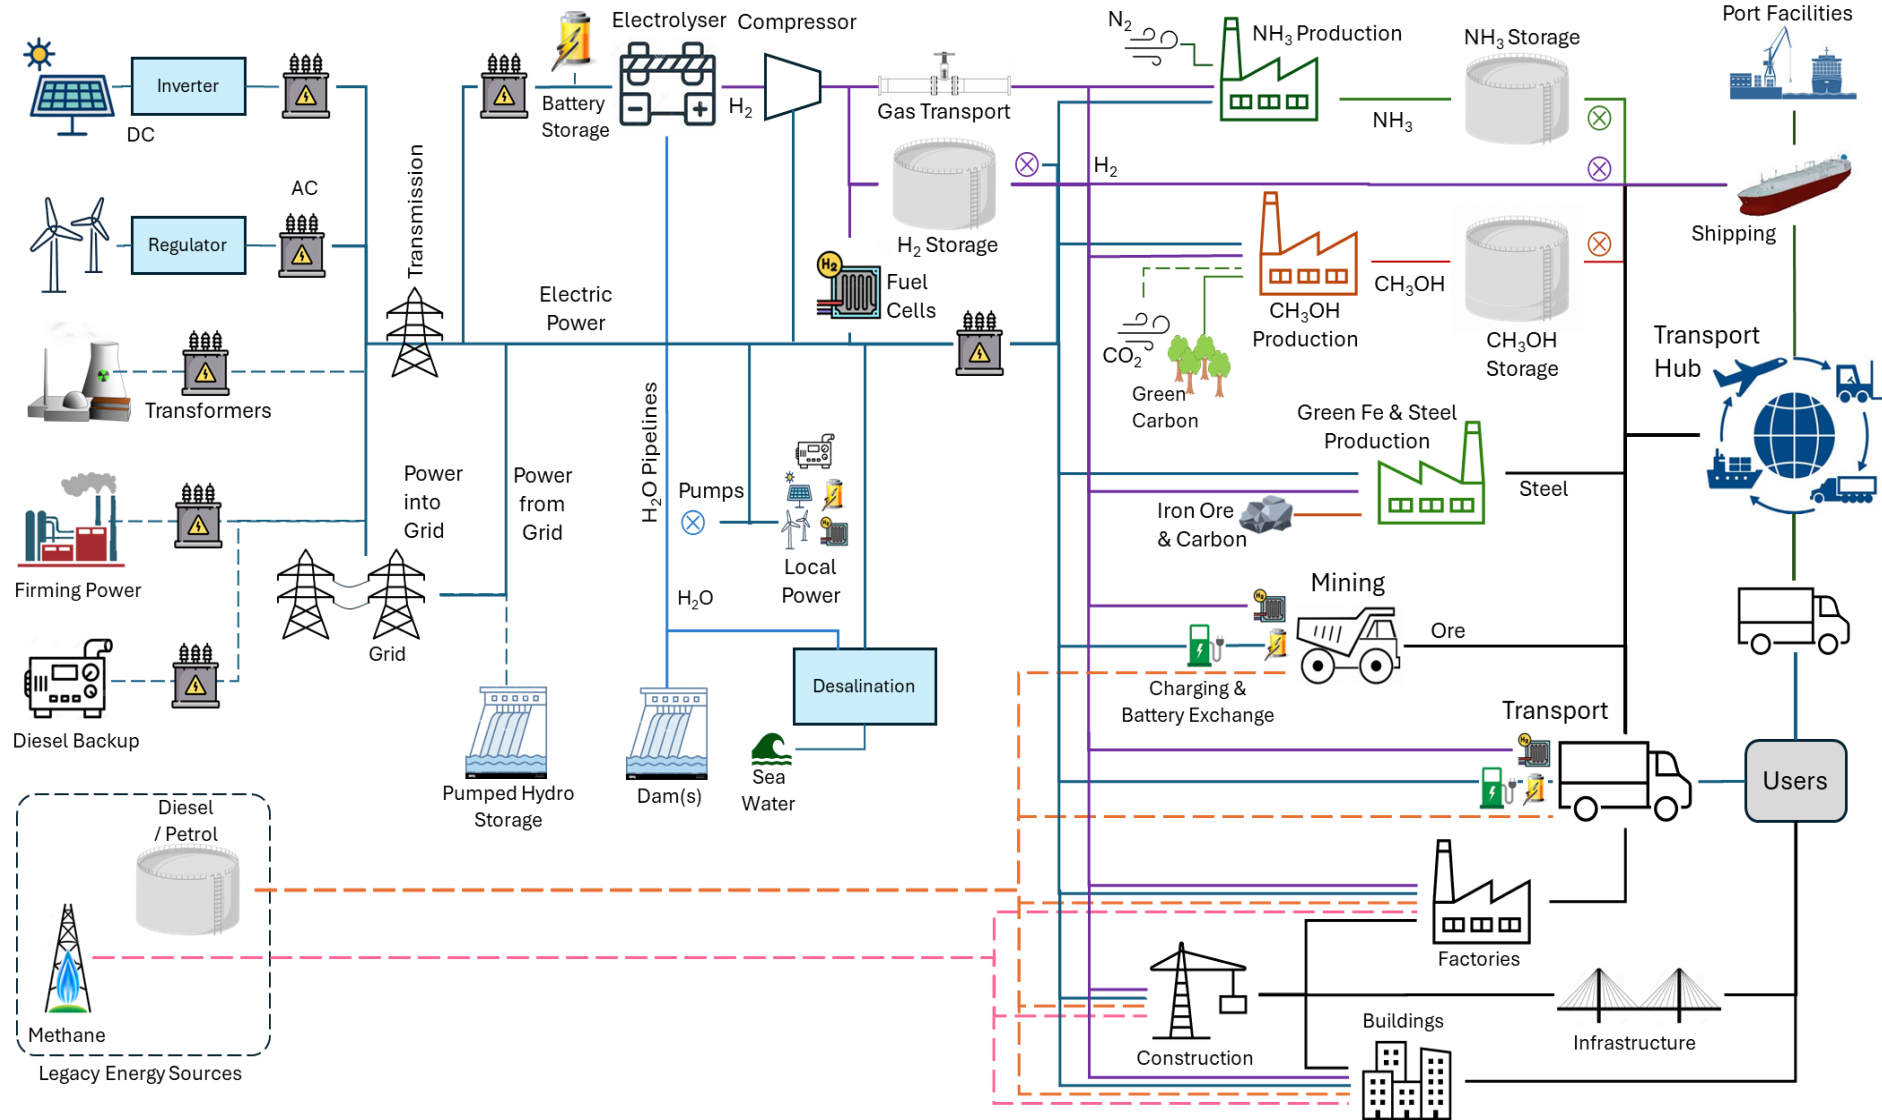 Electrolyser
Compressor
N₂
NH₃ Production
NH₃ Storage
Port Facilities
Inverter
DC
Battery
Storage
H₂
Gas Transport
NH₃
Transmission
AC
Regulator
H₂ Storage
H₂
Shipping
H₂
Fuel
Cells
Electric
Power
CH₃OH
Production
CH₃OH
CH₃OH
Storage
CO₂
Green
Carbon
Transport
Hub
Transformers
Green Fe & Steel
Production
Steel
Iron Ore
& Carbon
Power
into
Grid
Power
from
Grid
H₂O Pipelines
Pumps
H₂
Local
Power
Firming Power
H₂O
Grid
Mining
H₂
Ore
Charging &
Battery Exchange
Desalination
Diesel Backup
Sea
Water
Pumped Hydro
Storage
Dam(s)
Transport
H₂
Users
Diesel
/ Petrol
Methane
Legacy Energy Sources
Factories
Construction
Infrastructure
Buildings